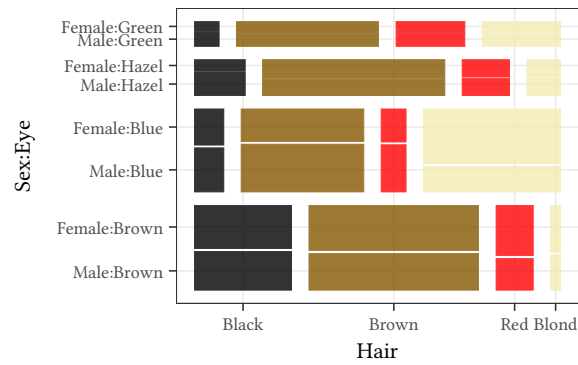 Female:Green
Male:Green
Female:Hazel
Male:Hazel
Female:Blue
Male:Blue
Female:Brown
Male:Brown
Sex:Eye
Black Brown Red Blond
Hair